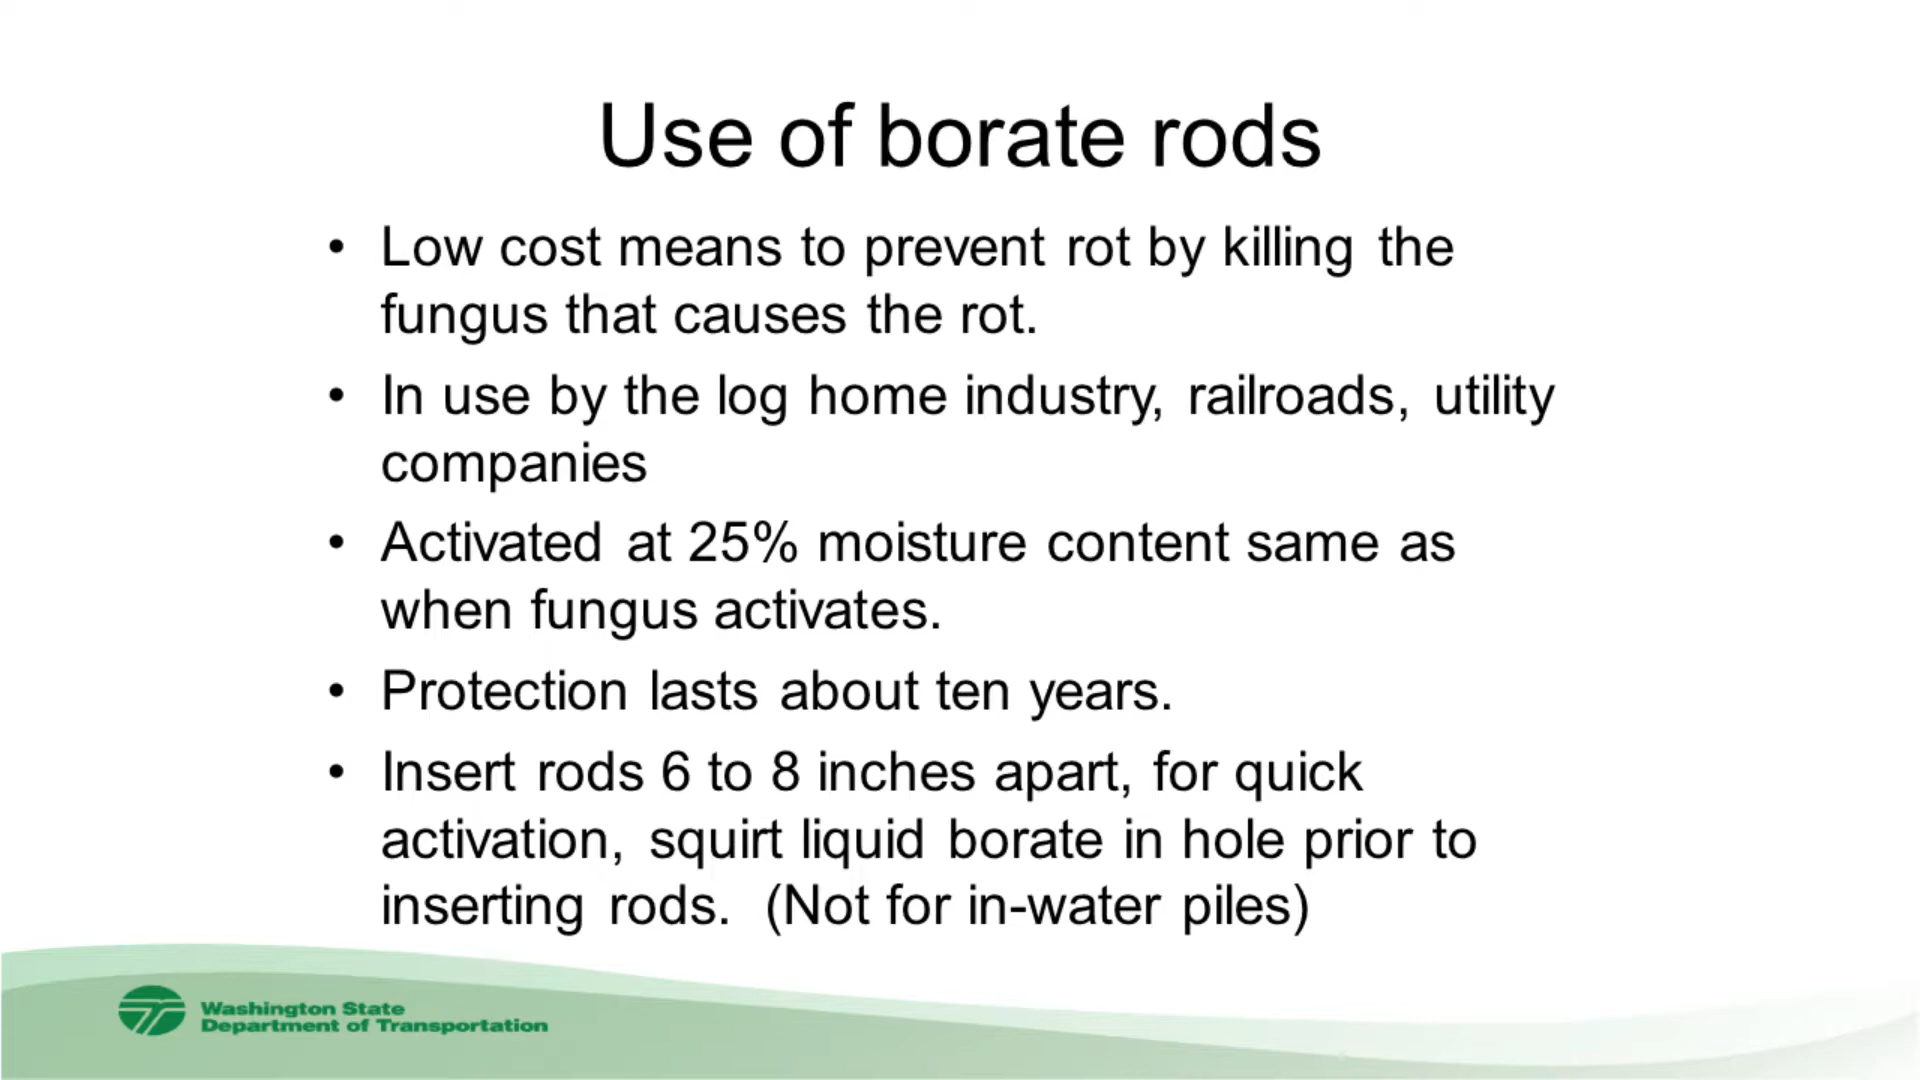 Use of borate rods
• Low cost means to prevent rot by killing the
fungus that causes the rot.
• In use by the log home industry, railroads, utility
companies
• Activated at 25% moisture content same as
when fungus activates.
• Protection lasts about ten years.
• Insert rods 6 to 8 inches apart, for quick
activation, squirt liquid borate in hole prior to
inserting rods. (Not for in-water piles)
Washington State
Department of Transportation